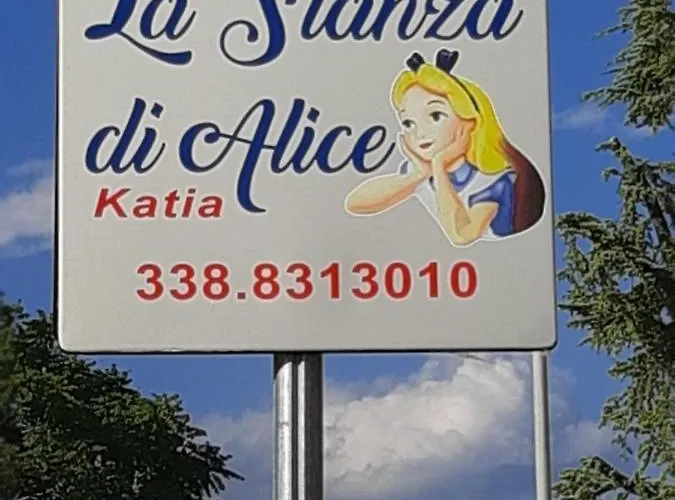 La Stanza
di Alice
Katia
338.8313010